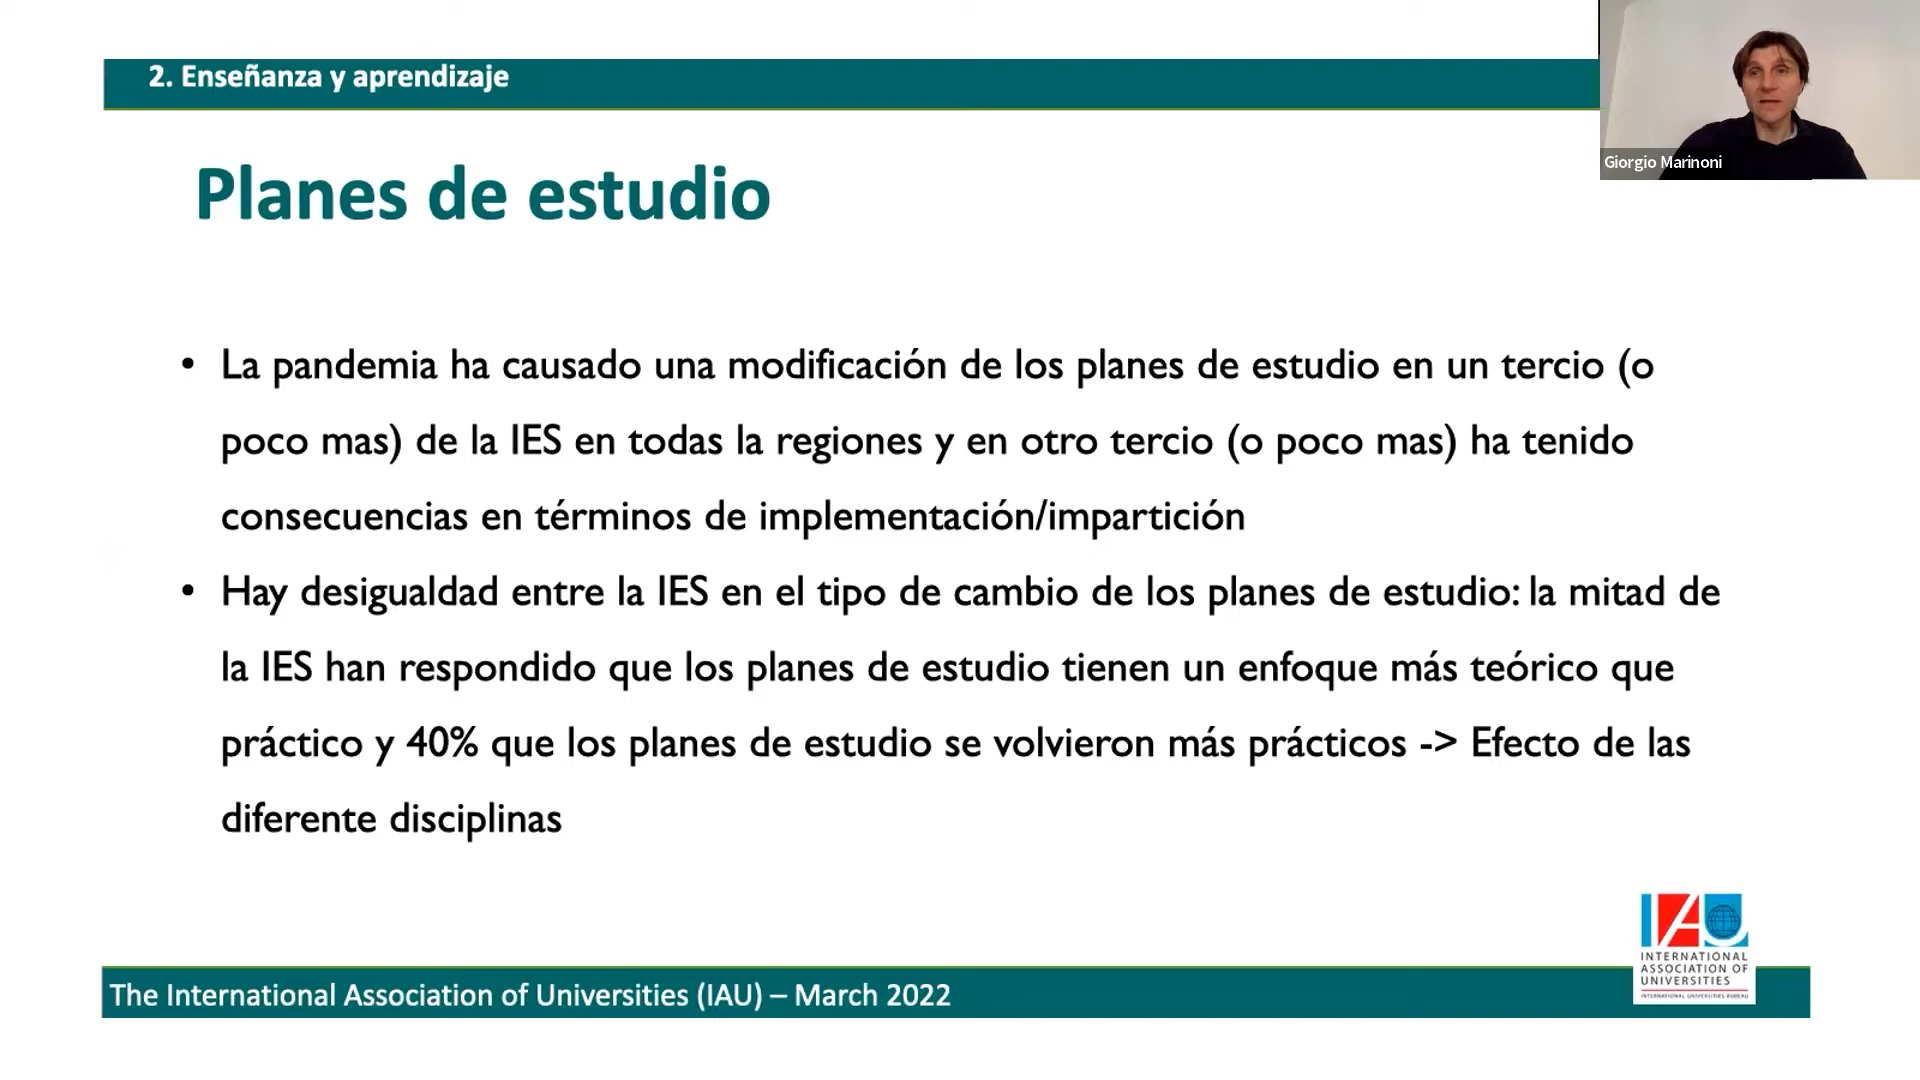 2. Enseñanza y aprendizaje
Giorgio Marinoni
Planes de estudio
• La pandemia ha causado una modificación de los planes de estudio en un tercio (o
poco mas) de la IES en todas la regiones y en otro tercio (o poco mas) ha tenido
consecuencias en términos de implementación/impartición
• Hay desigualdad entre la IES en el tipo de cambio de los planes de estudio: la mitad de
la IES han respondido que los planes de estudio tienen un enfoque más teórico que
práctico y 40% que los planes de estudio se volvieron más prácticos -> Efecto de las
diferente disciplinas
IAU
INTERNATIONAL
ASSOCIATION OF
UNIVERSITIES
INTERNATIONAL UNIVERSITIES BUREAU
The International Association of Universities (IAU) – March 2022